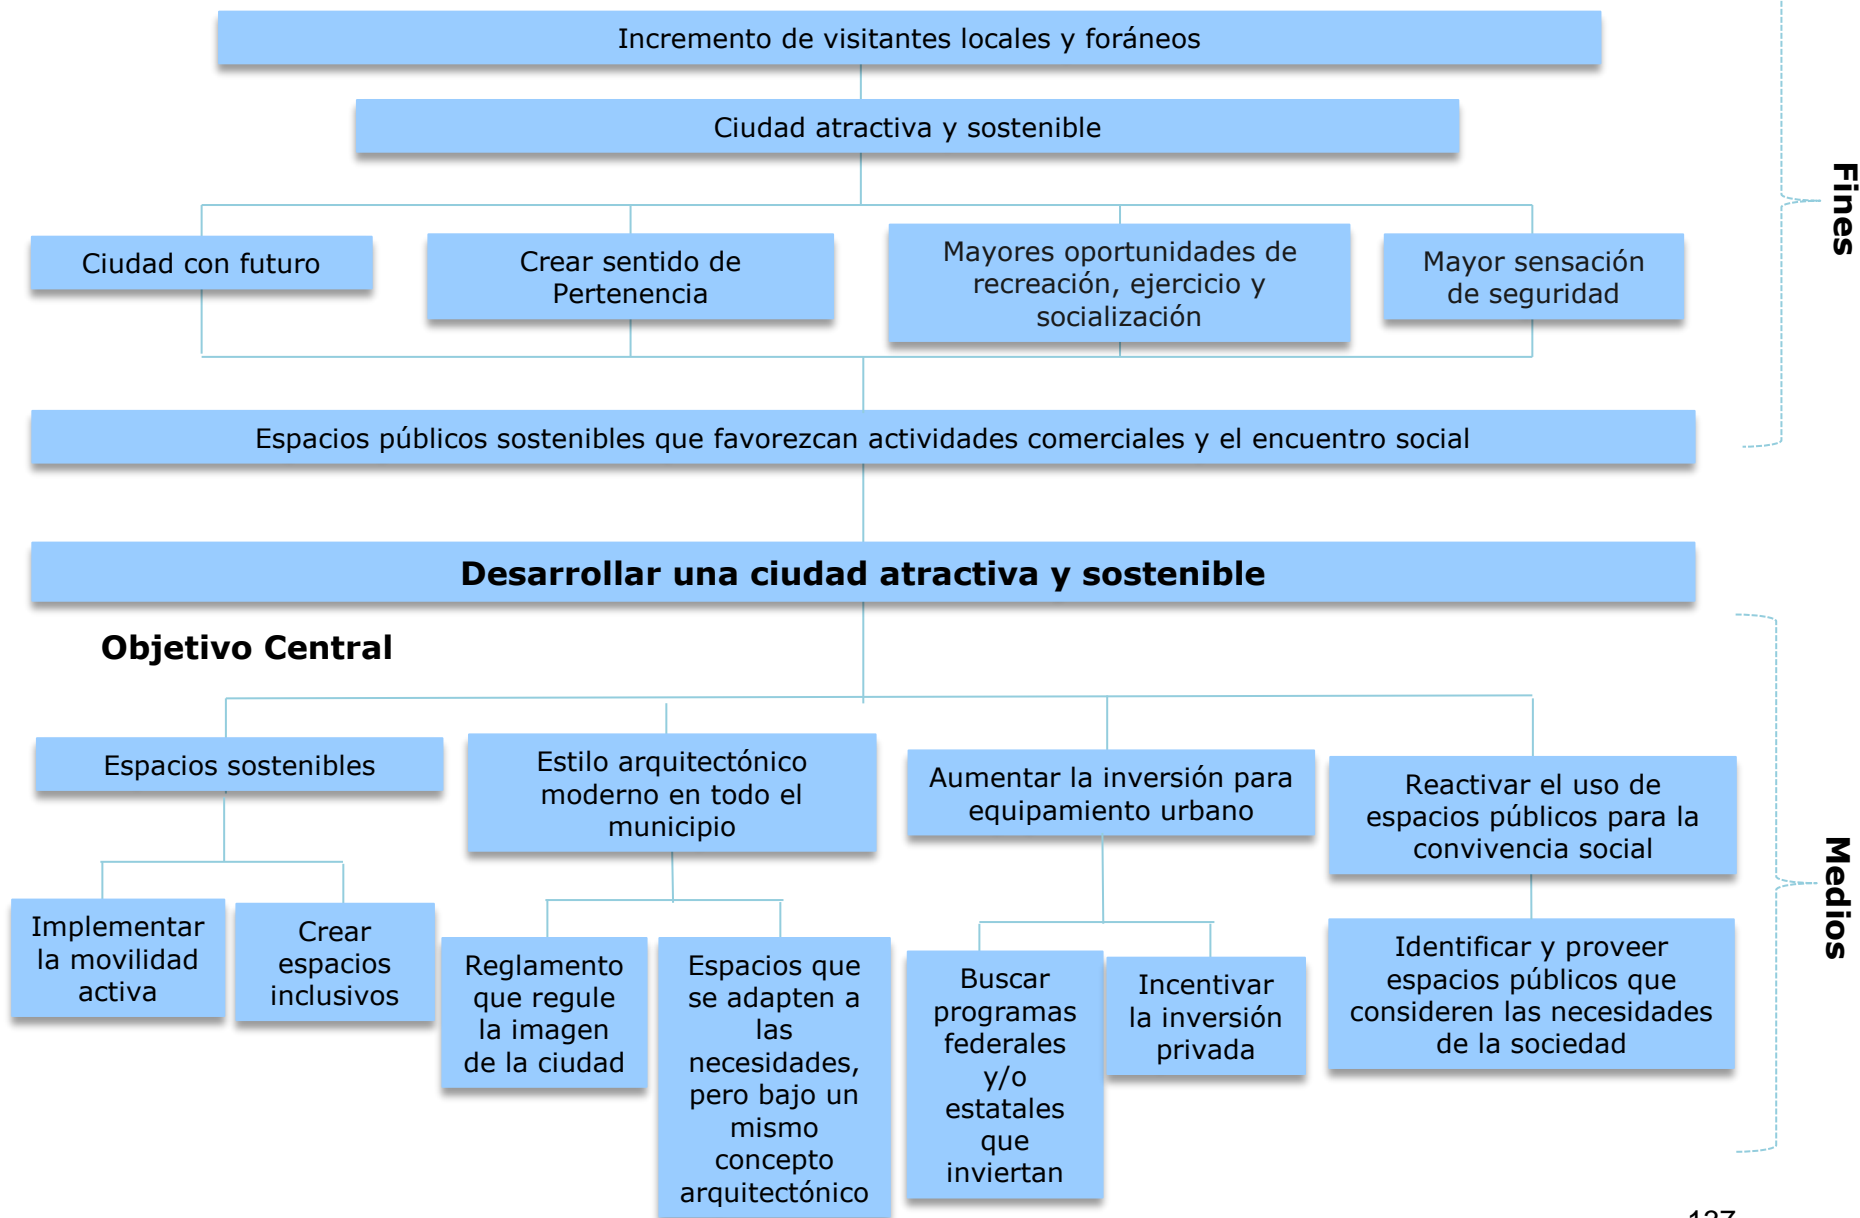 Incremento de visitantes locales y foráneos
Ciudad atractiva y sostenible
Fines
Ciudad con futuro
Crear sentido de
Pertenencia
Mayores oportunidades de
recreación, ejercicio y
socialización
Mayor sensación
de seguridad
Espacios públicos sostenibles que favorezcan actividades comerciales y el encuentro social
Desarrollar una ciudad atractiva y sostenible
Objetivo Central
Medios
Espacios sostenibles
Estilo arquitectónico
moderno en todo el
municipio
Aumentar la inversión para
equipamiento urbano
Reactivar el uso de
espacios públicos para la
convivencia social
Implementar
la movilidad
activa
Crear
espacios
inclusivos
Reglamento
que regule
la imagen
de la ciudad
Espacios que
se adapten a
las
necesidades,
pero bajo un
mismo
concepto
arquitectónico
Buscar
programas
federales
y/o
estatales
que
inviertan
Incentivar
la inversión
privada
Identificar y proveer
espacios públicos que
consideren las necesidades
de la sociedad